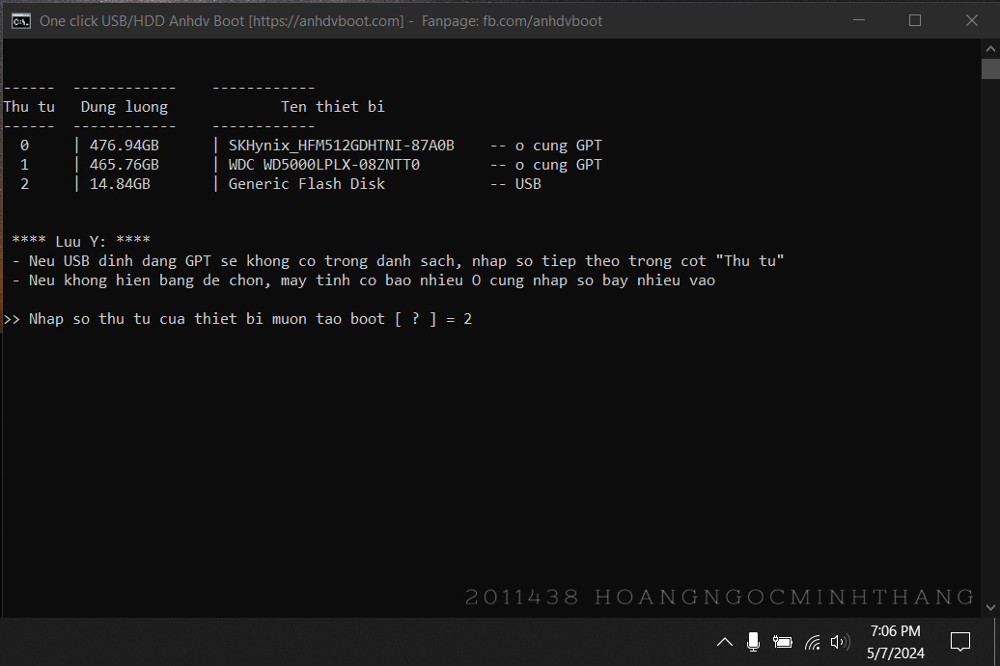 One click USB/HDD Anhdv Boot [https://anhdvboot.com] - Fanpage: fb.com/anhdvboot
------ ------------ ------------
Thu tu Dung luong Ten thiet bi
------ ------------ ------------
0 | 476.94GB | SKHynix_HFM512GDHTNI-87A0B -- o cung GPT
1 | 465.76GB | WDC WD5000LPLX-08ZNTT0 -- o cung GPT
2 | 14.84GB | Generic Flash Disk -- USB
**** Luu Y: ****
- Neu USB dinh dang GPT se khong co trong danh sach, nhap so tiep theo trong cot "Thu tu"
- Neu khong hien bang de chon, may tinh co bao nhieu O cung nhap so bay nhieu vao
>> Nhap so thu tu cua thiet bi muon tao boot [ ? ] = 2
2011438 HOANGNGOCMINHTHANG
7:06 PM
5/7/2024